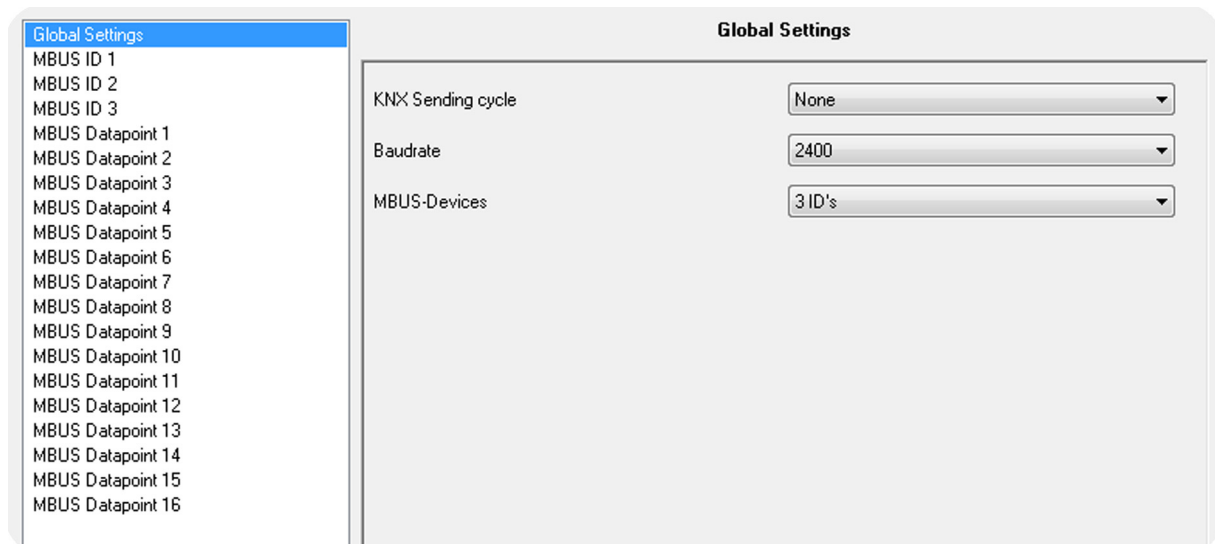 Global Settings
MBUS ID 1
MBUS ID 2
MBUS ID 3
MBUS Datapoint 1
MBUS Datapoint 2
MBUS Datapoint 3
MBUS Datapoint 4
MBUS Datapoint 5
MBUS Datapoint 6
MBUS Datapoint 7
MBUS Datapoint 8
MBUS Datapoint 9
MBUS Datapoint 10
MBUS Datapoint 11
MBUS Datapoint 12
MBUS Datapoint 13
MBUS Datapoint 14
MBUS Datapoint 15
MBUS Datapoint 16
Global Settings
KNX Sending cycle None
Baudrate 2400
MBUS-Devices 3 ID's